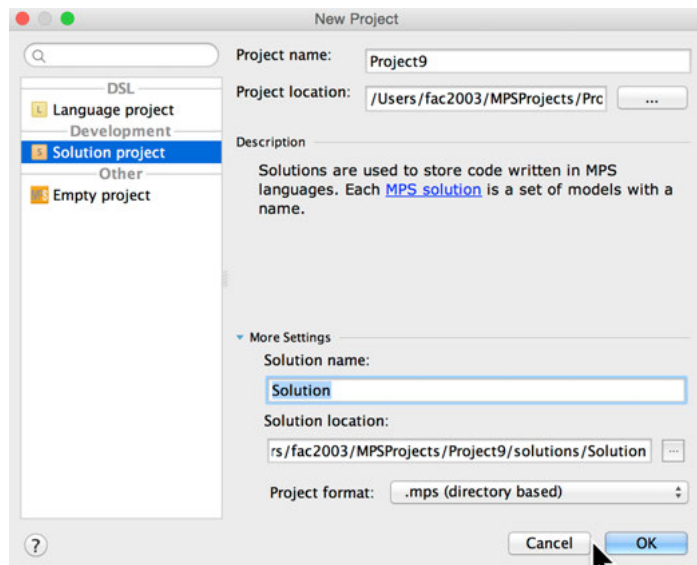 New Project
DSL
L Language project
Development
S Solution project
Other
Empty project
Project name:
Project9
Project location:
/Users/fac2003/MPSProjects/Prc
...
Description
Solutions are used to store code written in MPS
languages. Each MPS solution is a set of models with a
name.
More Settings
Solution name:
Solution
Solution location:
rs/fac2003/MPSProjects/Project9/solutions/Solution
...
Project format:
.mps (directory based)
?
Cancel
OK